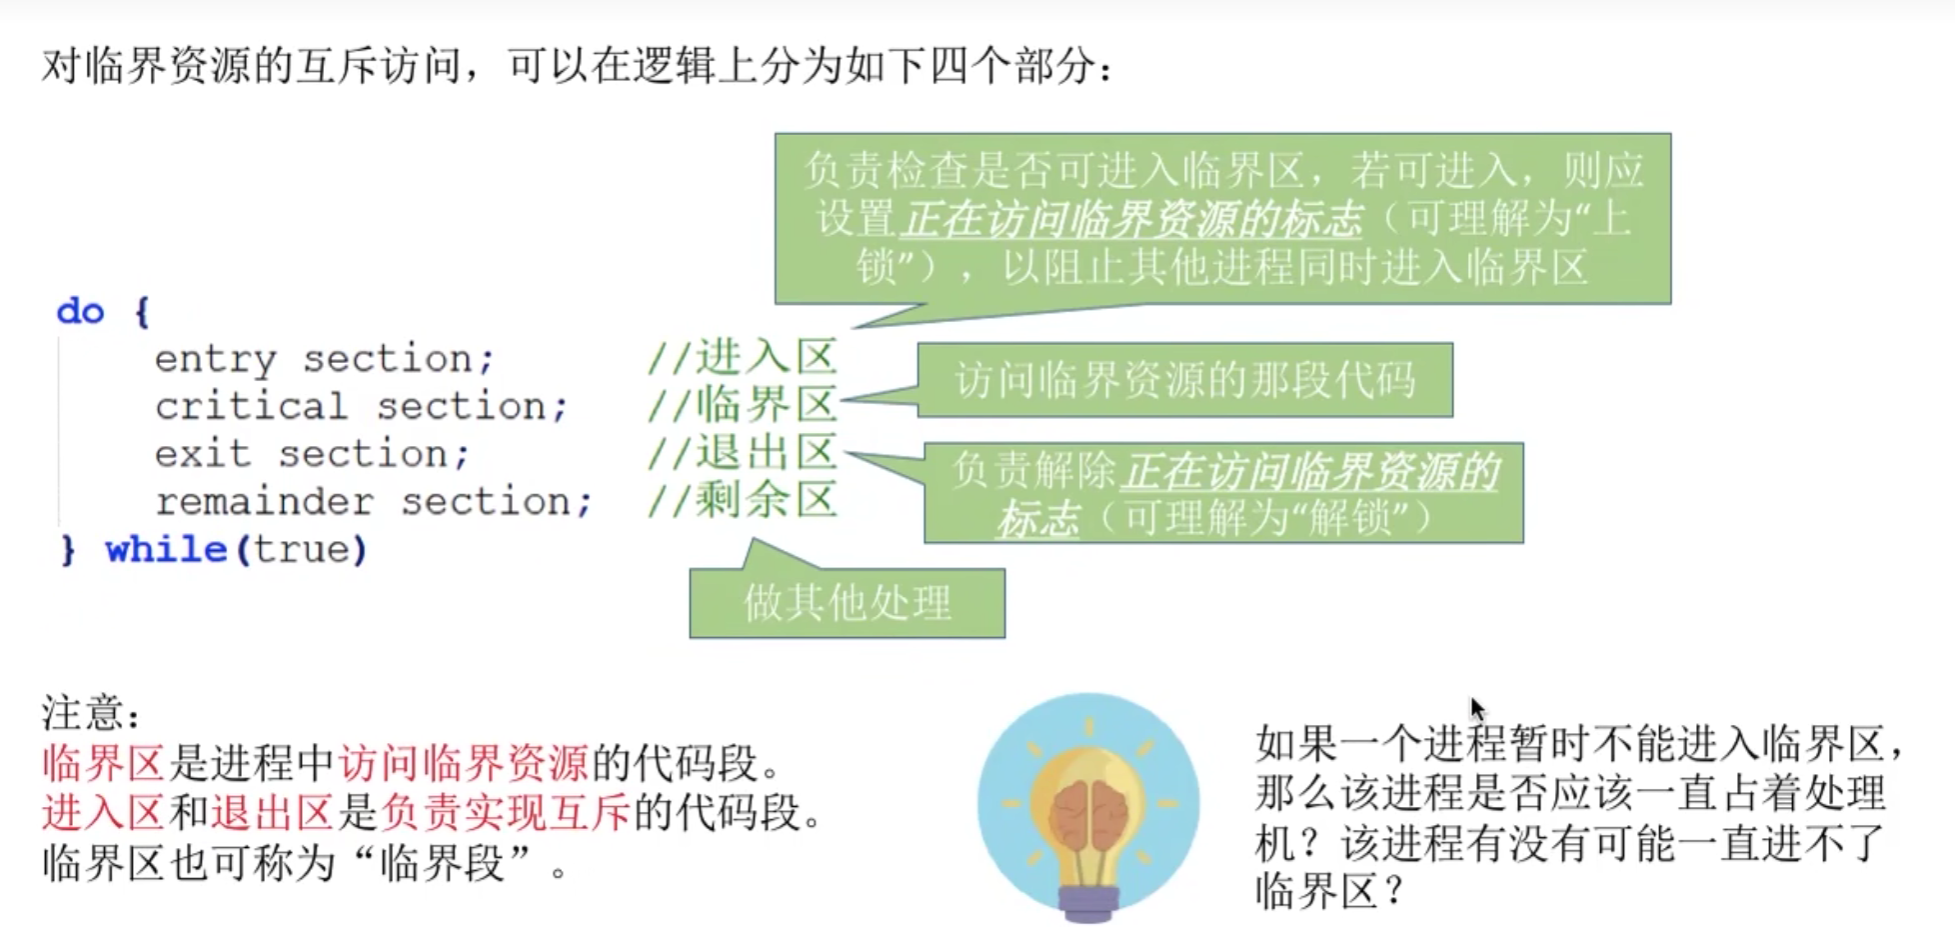 对临界资源的互斥访问，可以在逻辑上分为如下四个部分：
负责检查是否可进入临界区，若可进入，则应
设置正在访问临界资源的标志（可理解为“上
锁”），以阻止其他进程同时进入临界区
do {
entry section; //进入区
访问临界资源的那段代码
critical section; //临界区
exit section; //退出区
负责解除正在访问临界资源的
标志（可理解为“解锁”）
remainder section; //剩余区
} while(true)
做其他处理
注意：
临界区是进程中访问临界资源的代码段。
进入区和退出区是负责实现互斥的代码段。
临界区也可称为“临界段”。
如果一个进程暂时不能进入临界区，
那么该进程是否应该一直占着处理
机？该进程有没有可能一直进不了
临界区？